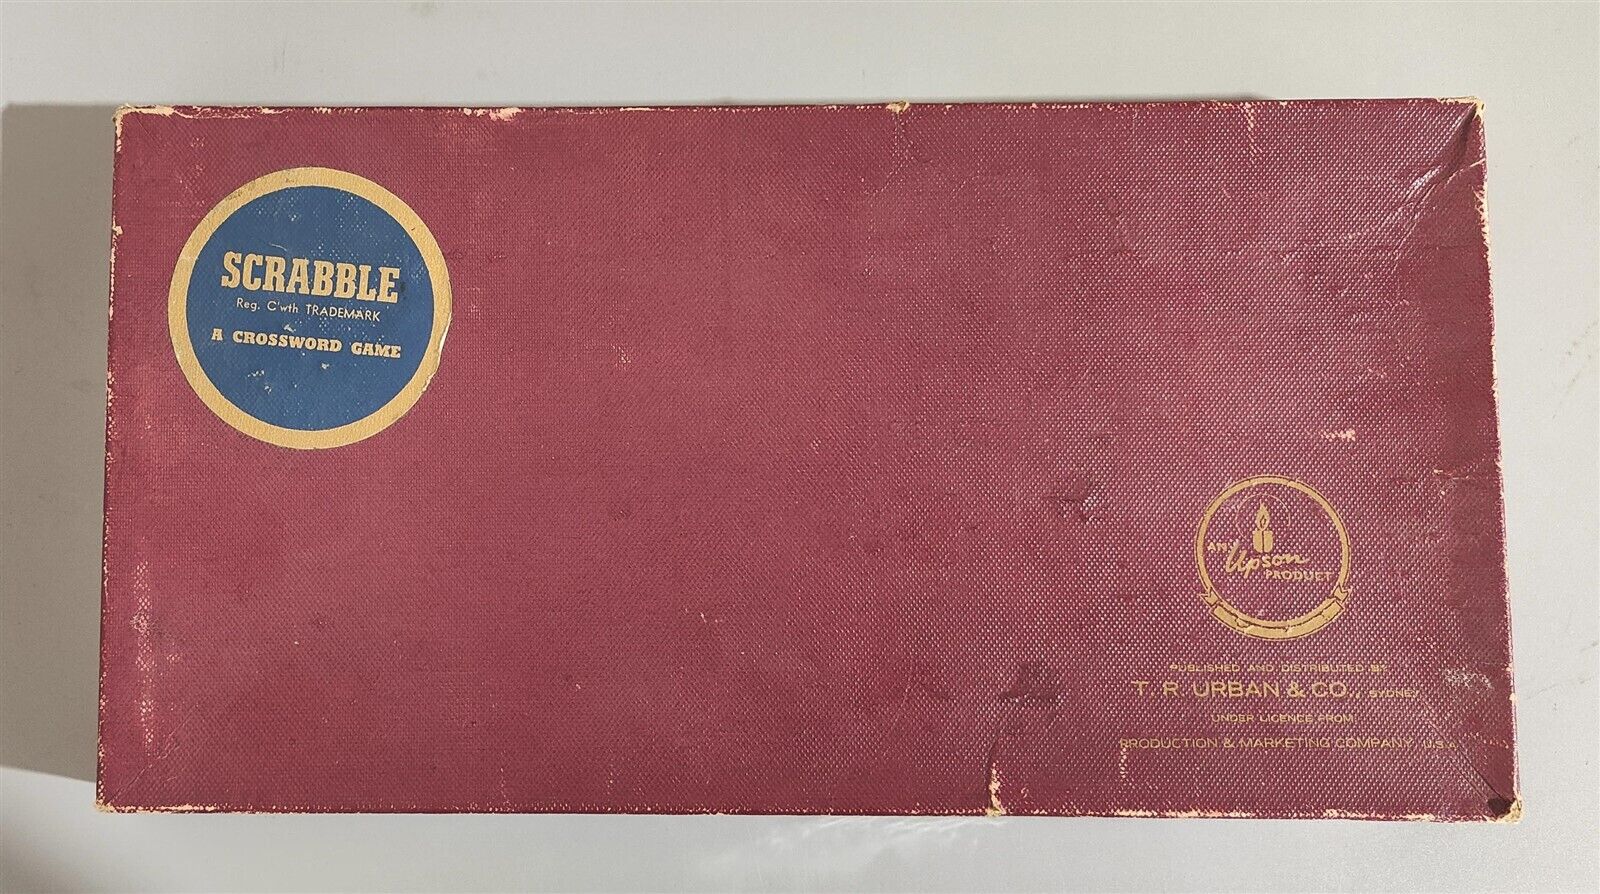 SCRABBLE
Reg. C'wth TRADEMARK
A CROSSWORD GAME
AN Upson
PRODUCT
PUBLISHED AND DISTRIBUTED BY
T. R. URBAN & CO., SYDNEY
UNDER LICENCE FROM
PRODUCTION & MARKETING COMPANY, U.S.A.